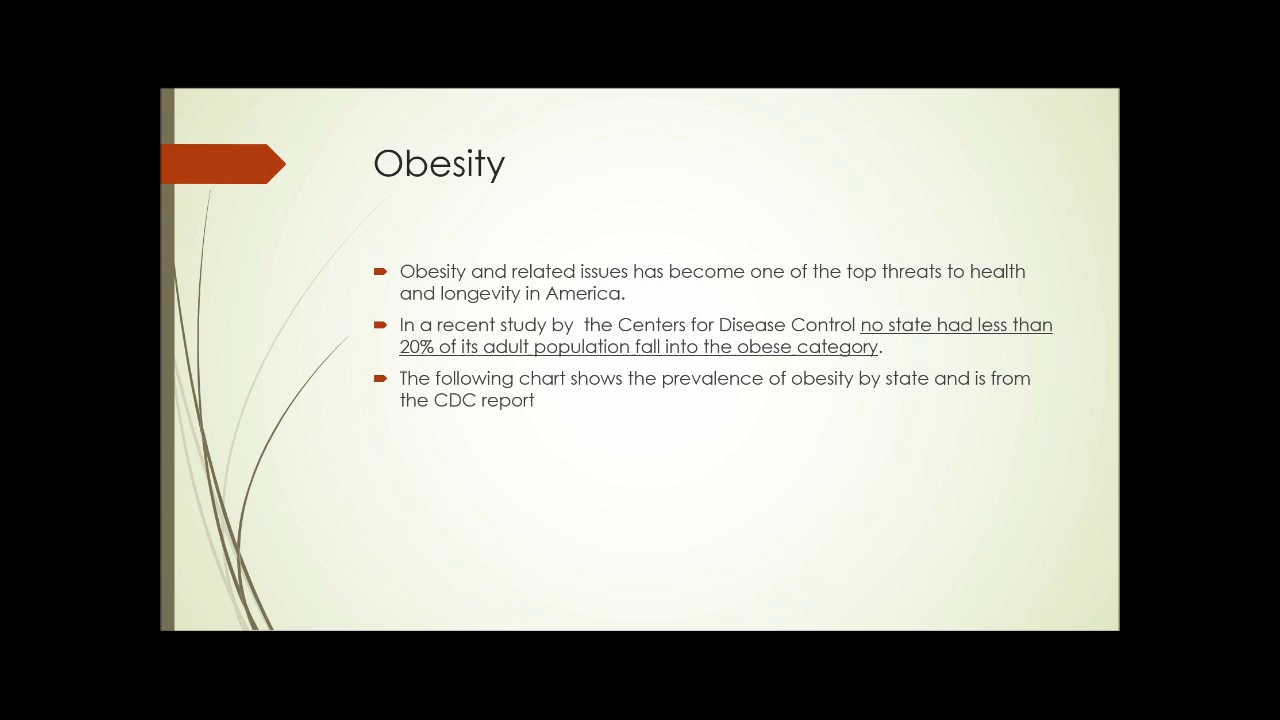 Obesity
Obesity and related issues has become one of the top threats to health
and longevity in America.
In a recent study by  the Centers for Disease Control no state had less than
20% of its adult population fall into the obese category.
The following chart shows the prevalence of obesity by state and is from
the CDC report